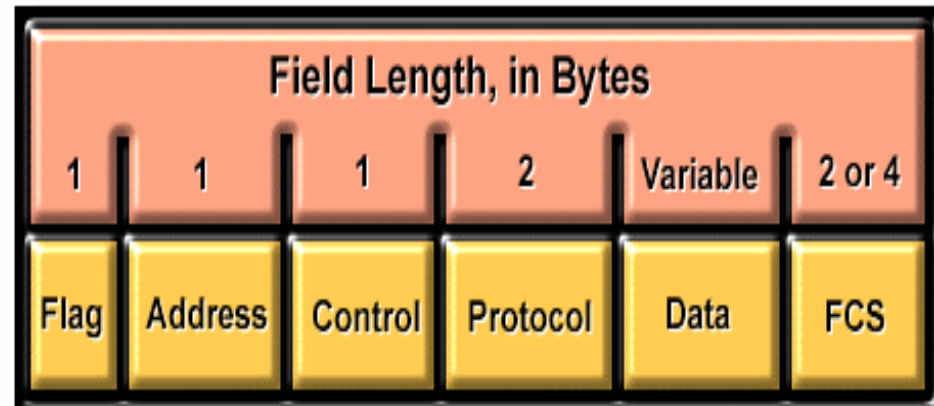 Field Length, in Bytes
1 1 1 2 Variable 2 or 4
Flag Address Control Protocol Data FCS